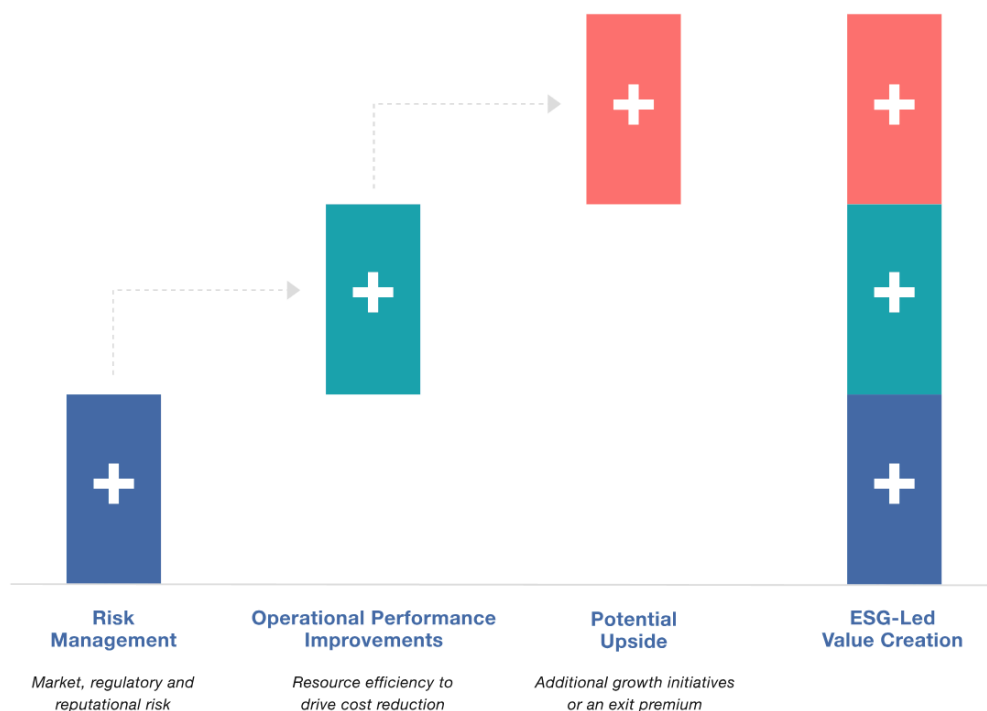 Risk
Management
Operational Performance
Improvements
Potential
Upside
ESG-Led
Value Creation
Market, regulatory and
reputational risk
Resource efficiency to
drive cost reduction
Additional growth initiatives
or an exit premium